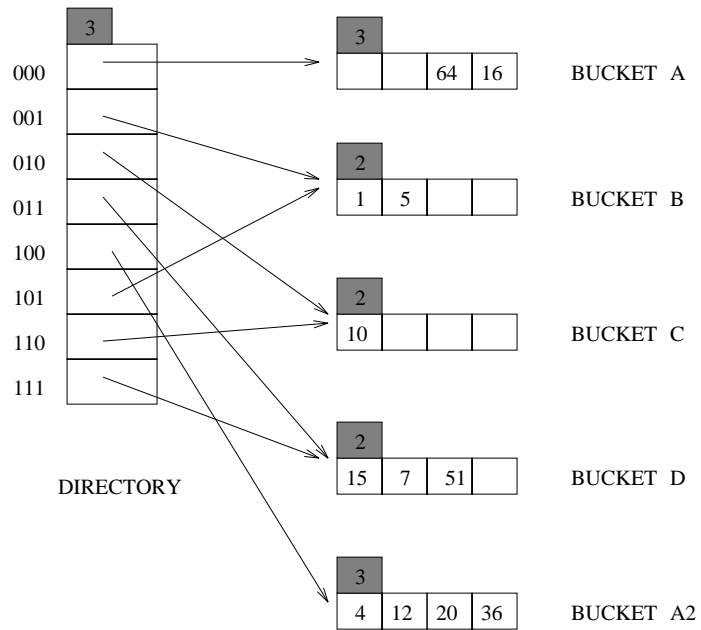 3
000
001
010
011
100
101
110
111
DIRECTORY
3
64 16 BUCKET A
2
1 5 BUCKET B
2
10 BUCKET C
2
15 7 51 BUCKET D
3
4 12 20 36 BUCKET A2